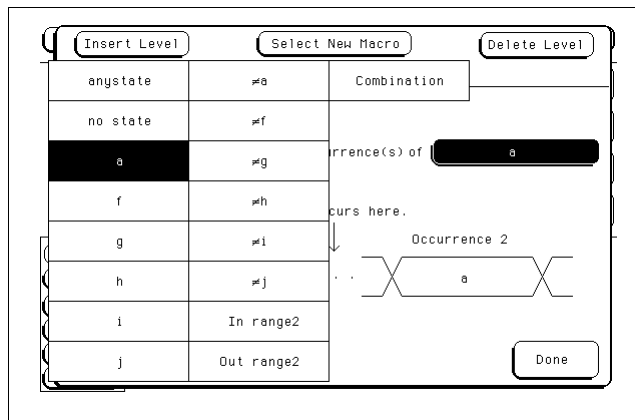 Insert Level Select New Macro Delete Level
anystate ≠a Combination
no state ≠f
a ≠g urrence(s) of a
f ≠h
curs here.
g ≠i Occurrence 2
h ≠j . . a
i In range2
j Out range2 Done